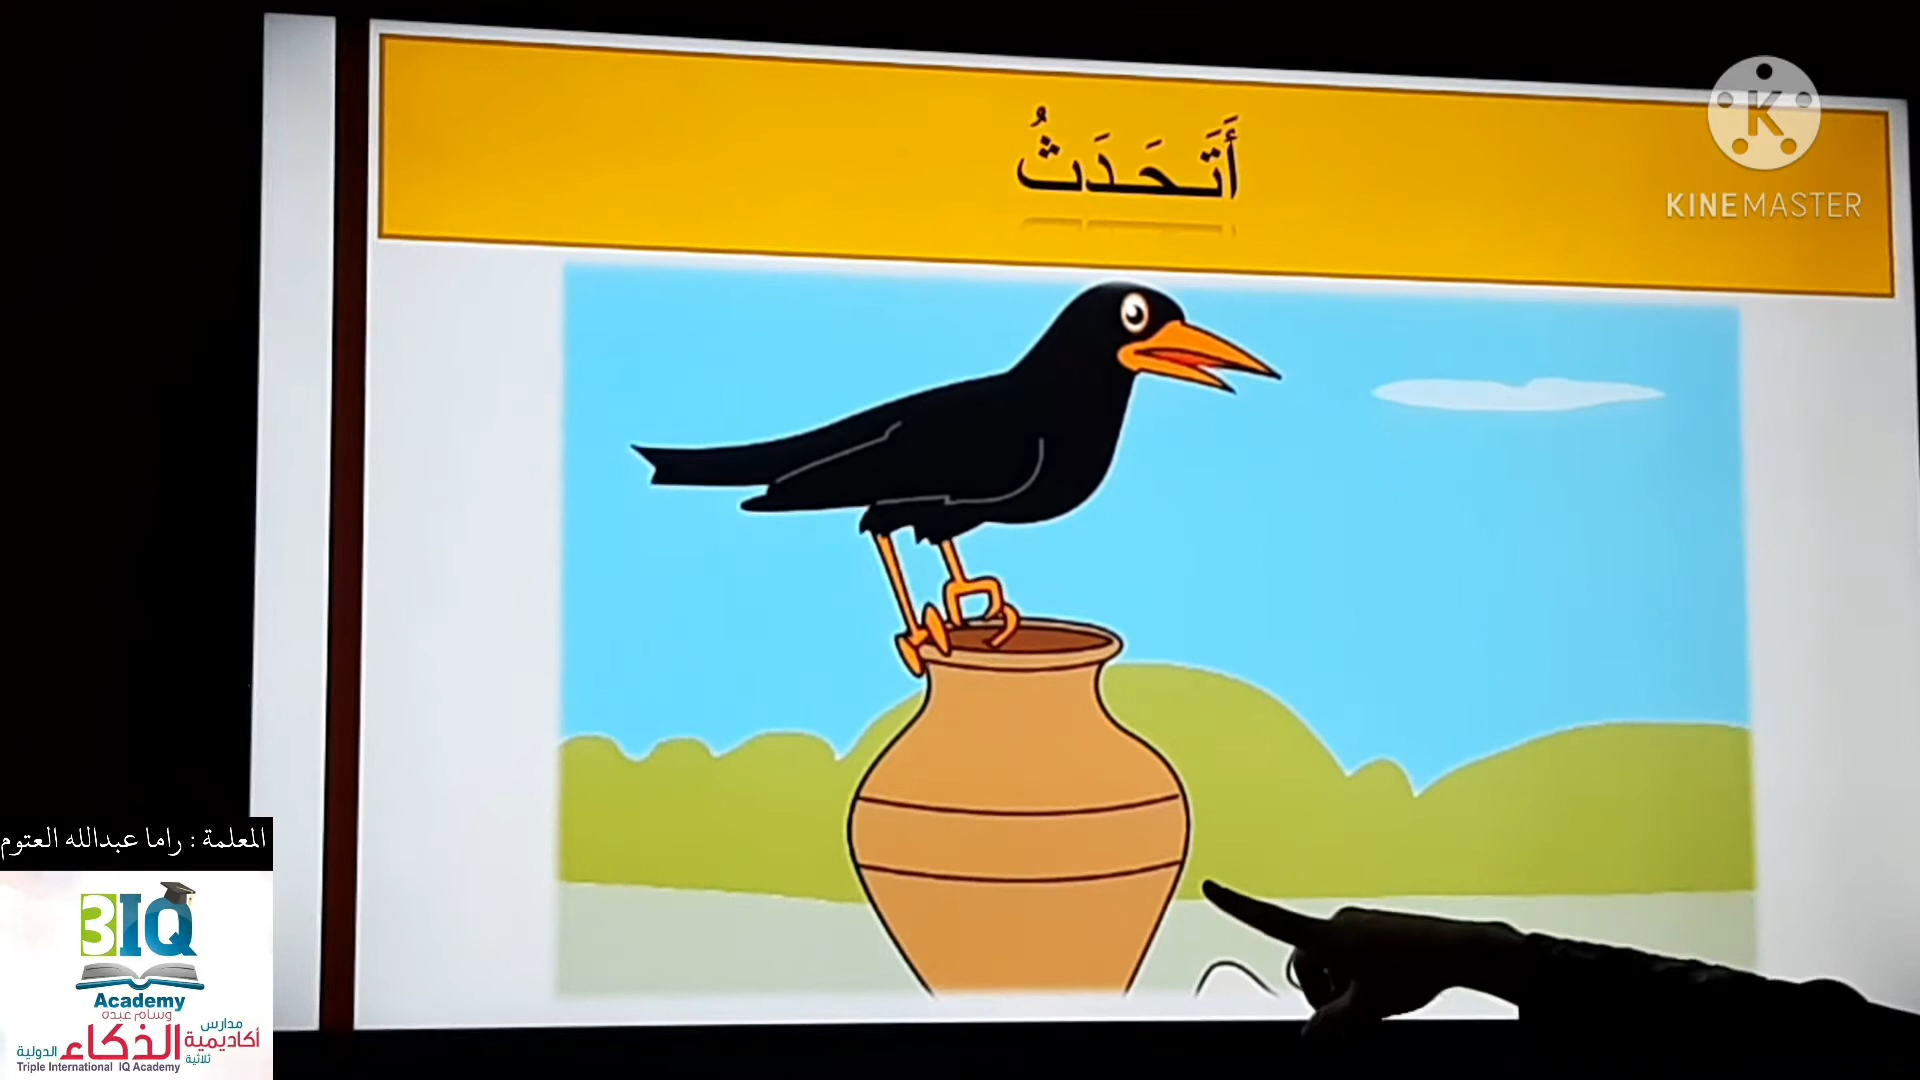 أَتَحَدَثُ
KINEMASTER
المعلمة : راما عبدالله العتوم
3IQ
Academy
وسام عبده
مدارس
أكاديمية الذكاء الدولية
ثلاثية
Triple International IQ Academy